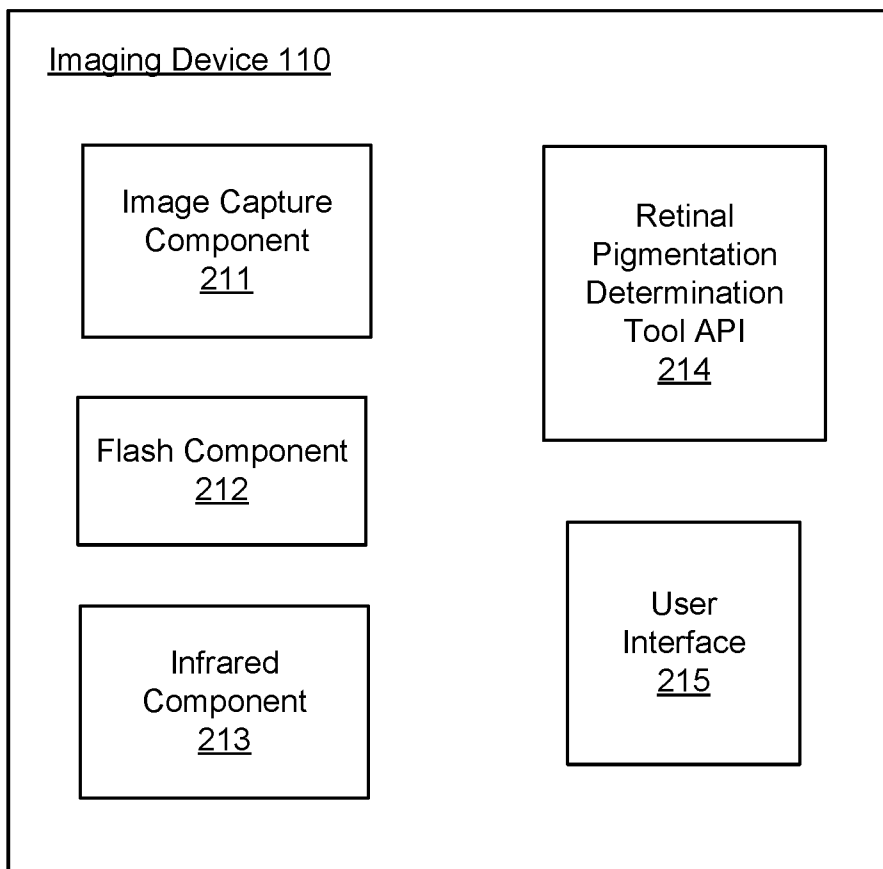 Imaging Device 110
Image Capture
Component
211
Flash Component
212
Infrared
Component
213
Retinal
Pigmentation
Determination
Tool API
214
User
Interface
215